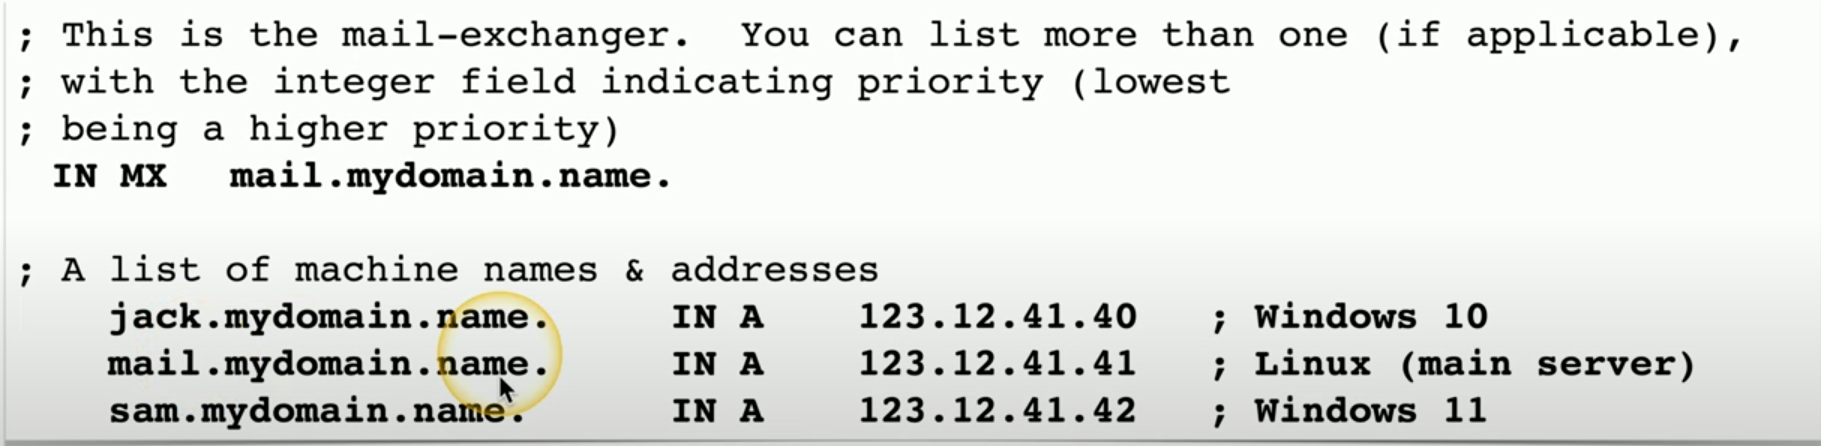 ; This is the mail-exchanger.  You can list more than one (if applicable),
; with the integer field indicating priority (lowest
; being a higher priority)
IN MX   mail.mydomain.name.
; A list of machine names & addresses
jack.mydomain.name.      IN A    123.12.41.40   ; Windows 10
mail.mydomain.name.      IN A    123.12.41.41   ; Linux (main server)
sam.mydomain.name.      IN A    123.12.41.42   ; Windows 11